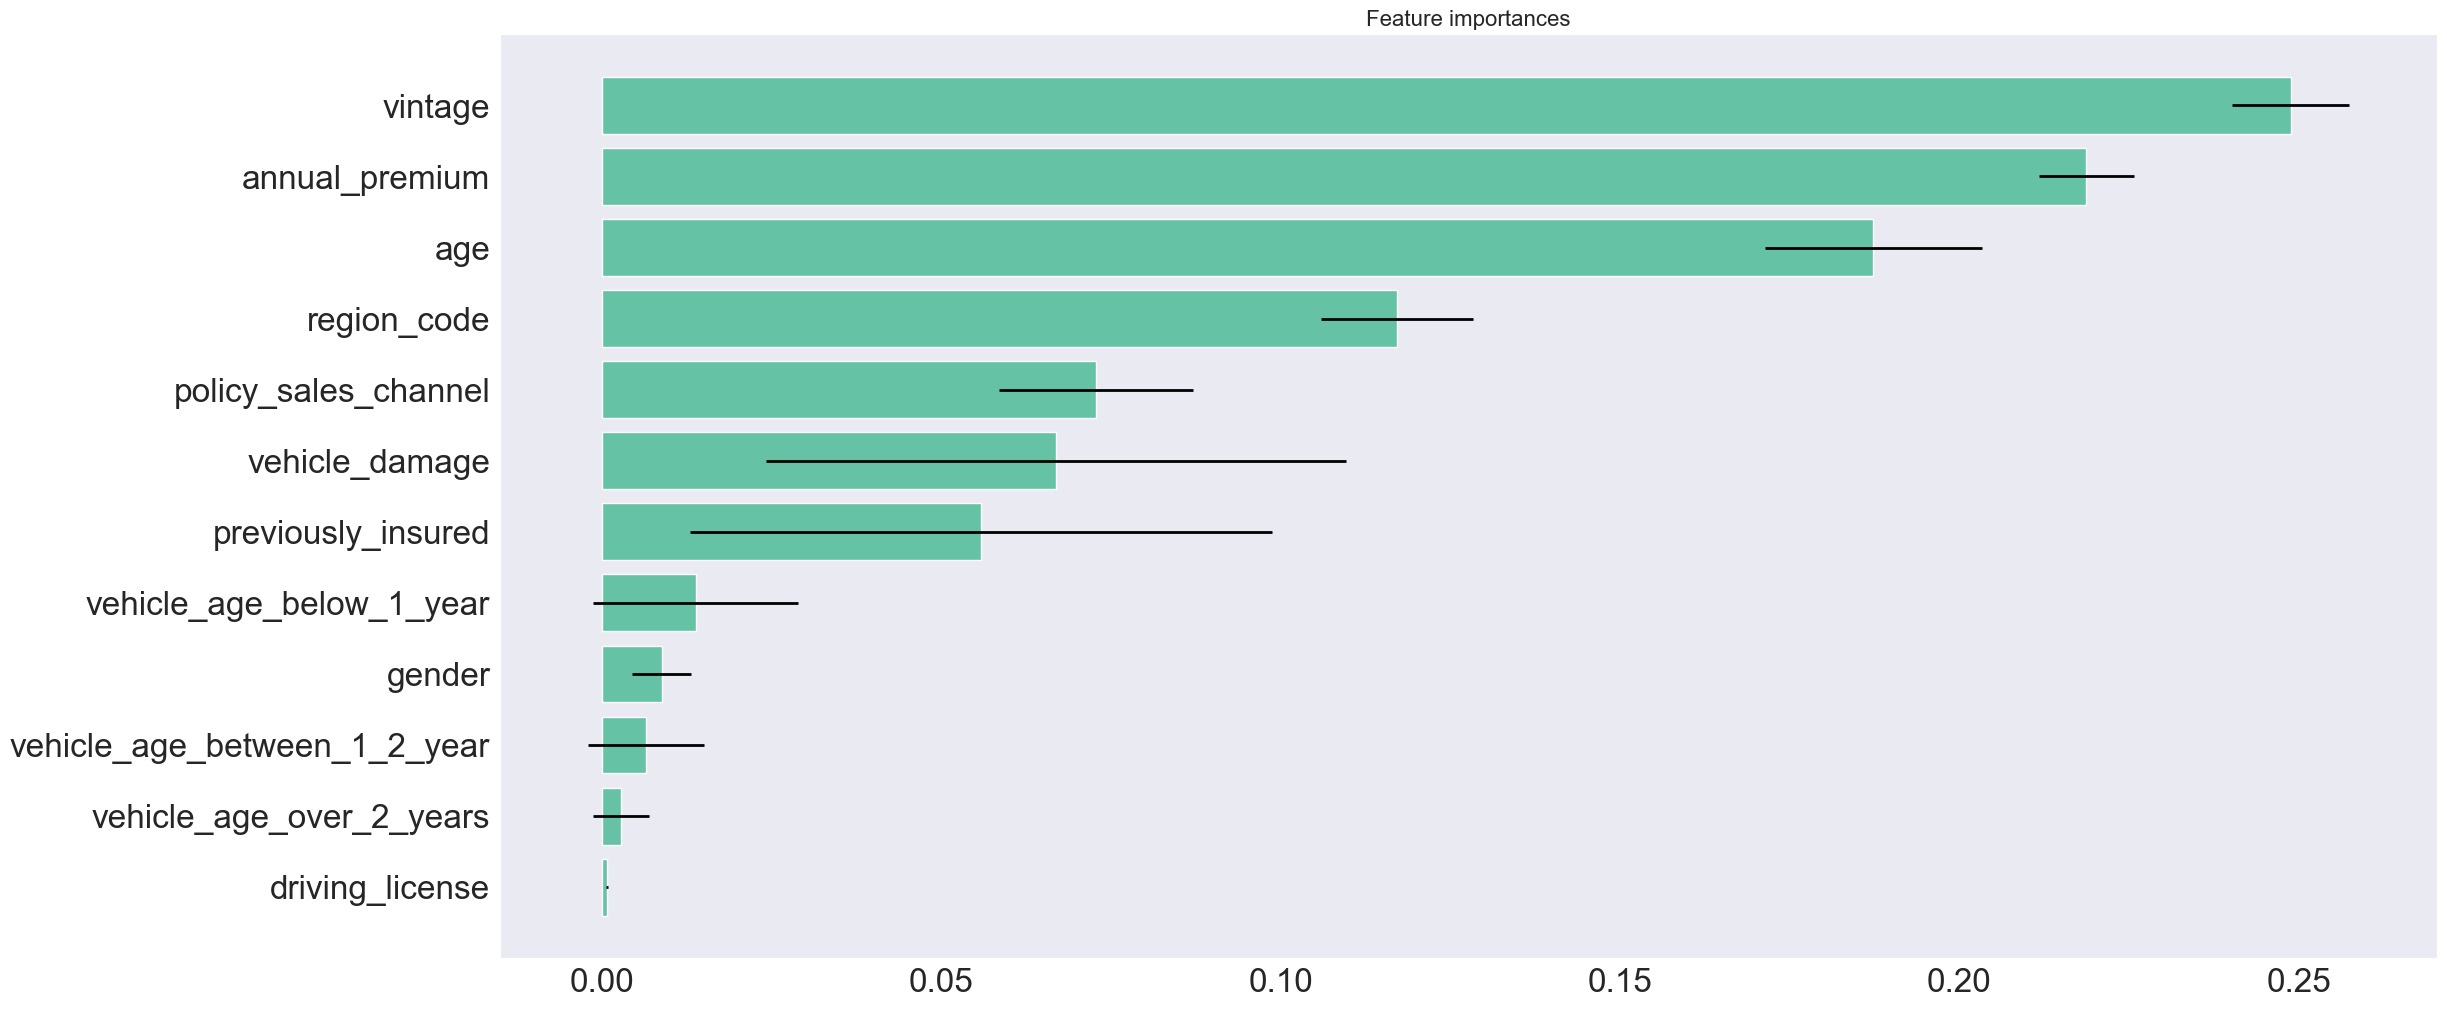 Feature importances
vintage
annual_premium
age
region_code
policy_sales_channel
vehicle_damage
previously_insured
vehicle_age_below_1_year
gender
vehicle_age_between_1_2_year
vehicle_age_over_2_years
driving_license
0.00 0.05 0.10 0.15 0.20 0.25